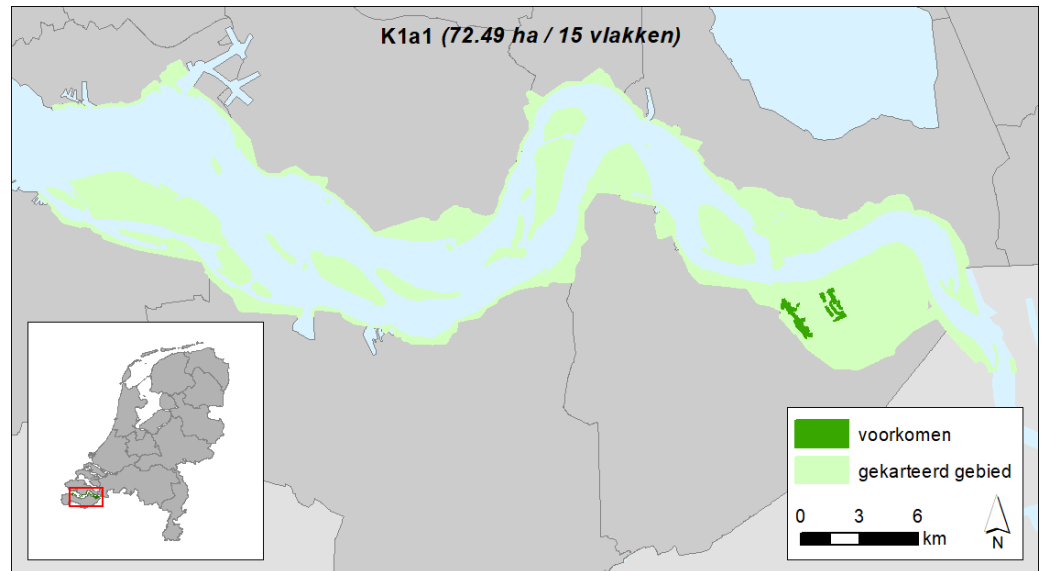 K1a1 (72.49 ha / 15 vlakken)
voorkomen
gekarteerd gebied
0 3 6
km
N